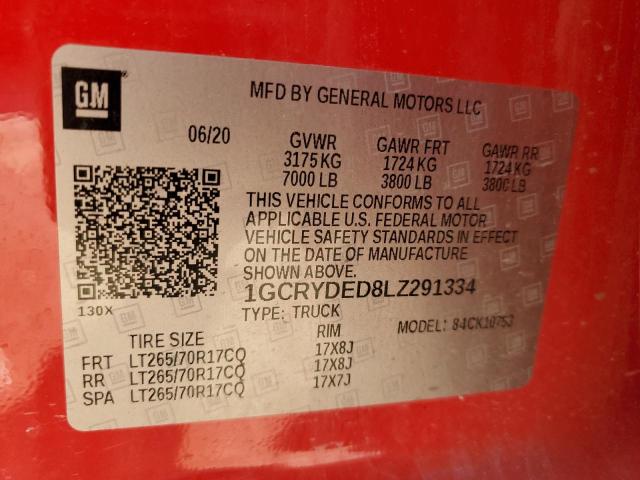 GM
MFD BY GENERAL MOTORS LLC
06/20 GVWR GAWR FRT GAWR RR
3175 KG 1724 KG 1724 KG
7000 LB 3800 LB 3800 LB
THIS VEHICLE CONFORMS TO ALL
APPLICABLE U.S. FEDERAL MOTOR
VEHICLE SAFETY STANDARDS IN EFFECT
ON THE DATE OF MANUFACTURE
SHOWN ABOVE.
1GCRYDED8LZ291334
130X
TYPE: TRUCK MODEL: 84CK10753
TIRE SIZE RIM
FRT LT265/70R17CQ 17X8J
RR LT265/70R17CQ 17X8J
SPA LT265/70R17CQ 17X7J